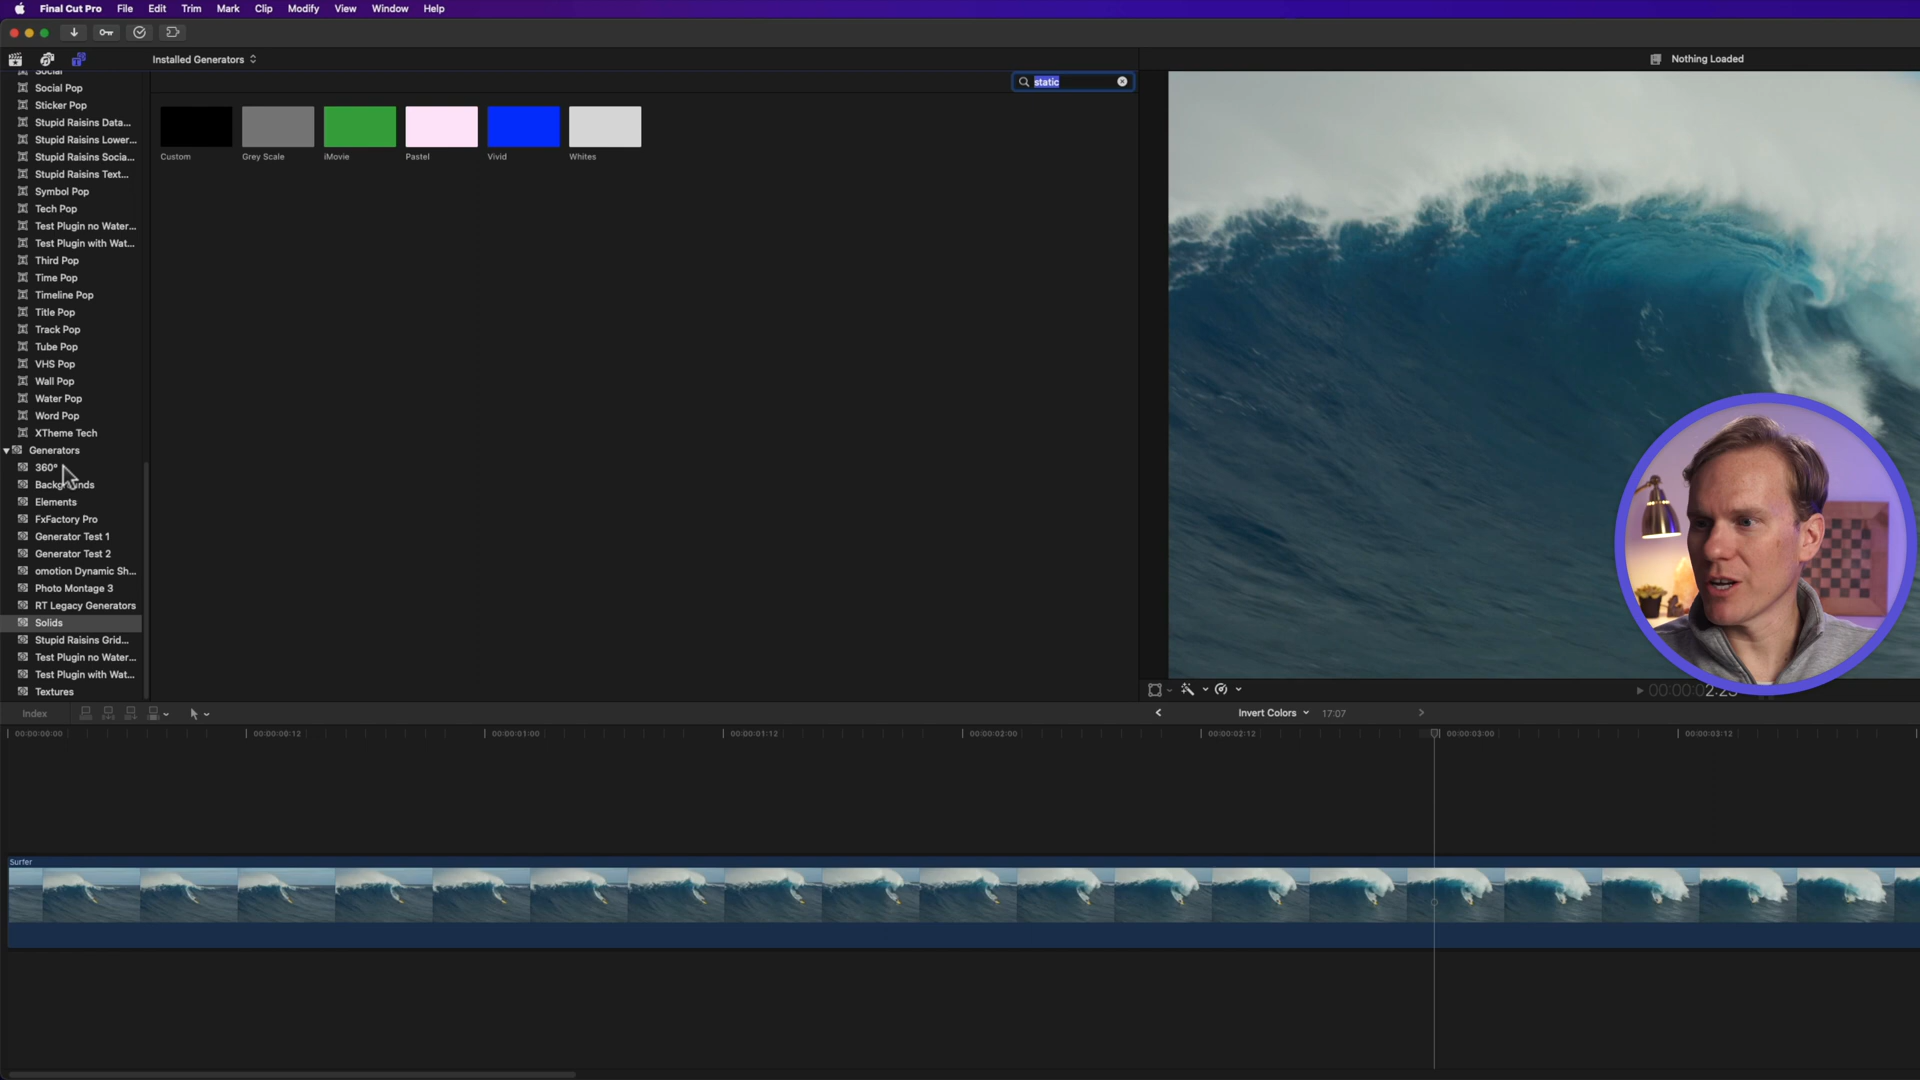 Final Cut Pro File Edit Trim Mark Clip Modify View Window Help
Installed Generators
Nothing Loaded
static
Social
Social Pop
Sticker Pop
Stupid Raisins Data...
Stupid Raisins Lower...
Stupid Raisins Socia...
Stupid Raisins Text...
Symbol Pop
Tech Pop
Test Plugin no Water...
Test Plugin with Wat...
Third Pop
Time Pop
Timeline Pop
Title Pop
Track Pop
Tube Pop
VHS Pop
Wall Pop
Water Pop
Word Pop
XTheme Tech
Generators
360°
Backgrounds
Elements
FxFactory Pro
Generator Test 1
Generator Test 2
omotion Dynamic Sh...
Photo Montage 3
RT Legacy Generators
Solids
Stupid Raisins Grid...
Test Plugin no Water...
Test Plugin with Wat...
Textures
Custom Grey Scale iMovie Pastel Vivid Whites
Index
Invert Colors 17:07
00:00:00:00 00:00:00:12 00:00:01:00 00:00:01:12 00:00:02:00 00:00:02:12 00:00:03:00 00:00:03:12
Surfer